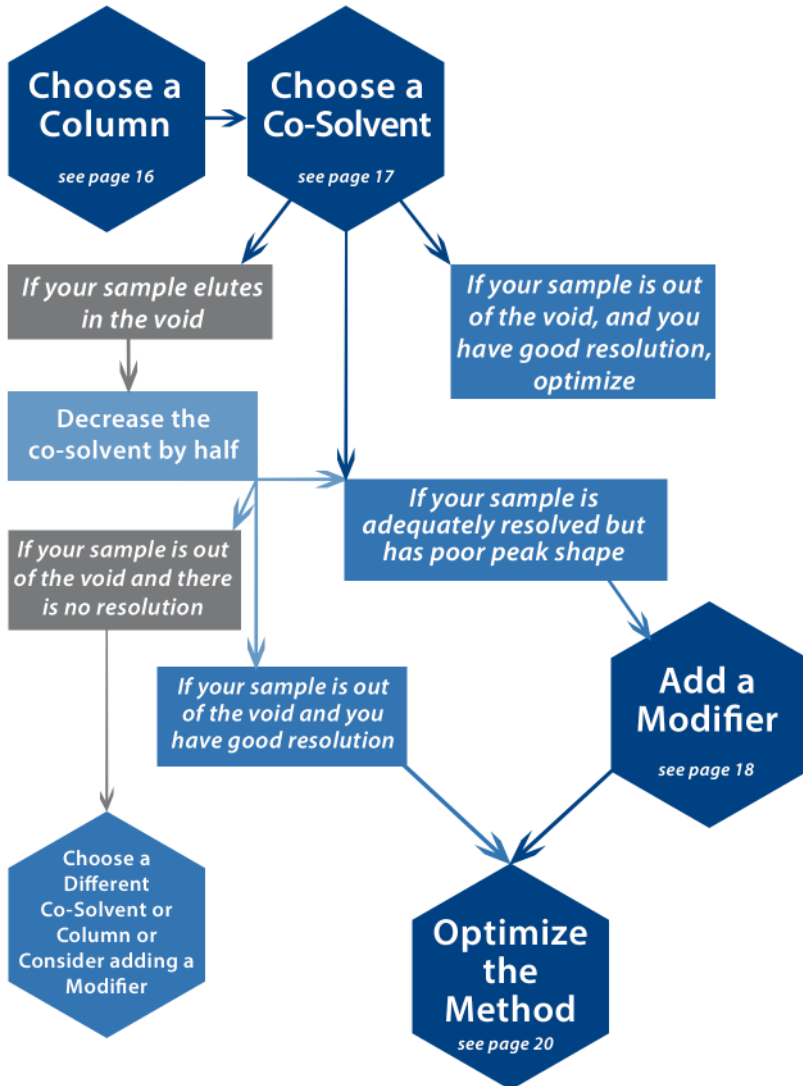 Choose a
Column
see page 16
Choose a
Co-Solvent
see page 17
If your sample elutes
in the void
If your sample is out
of the void, and you
have good resolution,
optimize
Decrease the
co-solvent by half
If your sample is
adequately resolved but
has poor peak shape
If your sample is out
of the void and there
is no resolution
If your sample is out
of the void and you
have good resolution
Add a
Modifier
see page 18
Choose a
Different
Co-Solvent or
Column or
Consider adding a
Modifier
Optimize
the
Method
see page 20